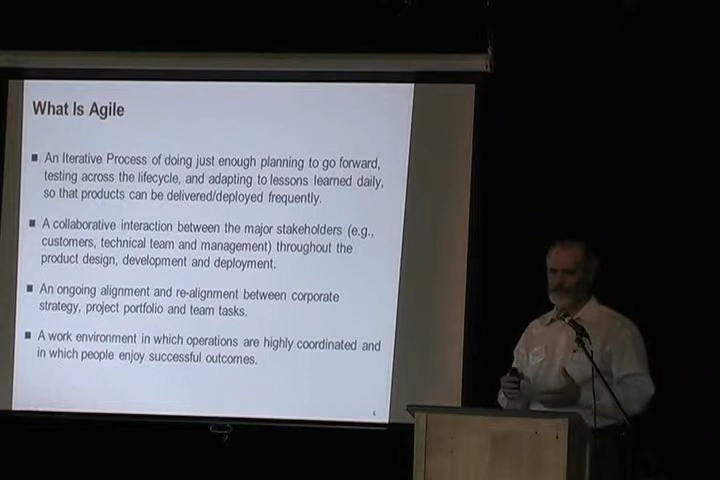 What Is Agile
■ An Iterative Process of doing just enough planning to go forward,
testing across the lifecycle, and adapting to lessons learned daily,
so that products can be delivered/deployed frequently.
■ A collaborative interaction between the major stakeholders (e.g.,
customers, technical team and management) throughout the
product design, development and deployment.
■ An ongoing alignment and re-alignment between corporate
strategy, project portfolio and team tasks.
■ A work environment in which operations are highly coordinated and
in which people enjoy successful outcomes.